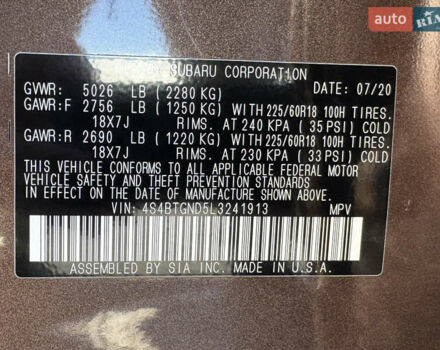 auto RIA
SUBARU CORPORATION
GVWR: 5026 LB (2280 KG) DATE: 07/20
GAWR:F 2756 LB (1250 KG) WITH 225/60R18 100H TIRES.
18X7J RIMS. AT 240 KPA (35 PSI) COLD
GAWR:R 2690 LB (1220 KG) WITH 225/60R18 100H TIRES.
18X7J RIMS. AT 230 KPA (33 PSI) COLD
THIS VEHICLE CONFORMS TO ALL APPLICABLE FEDERAL MOTOR
VEHICLE SAFETY AND THEFT PREVENTION STANDARDS
IN EFFECT ON THE DATE OF MANUFACTURE SHOWN ABOVE.
VIN: 4S4BTGND5L3241913 MPV
ASSEMBLED BY SIA INC. MADE IN U.S.A.